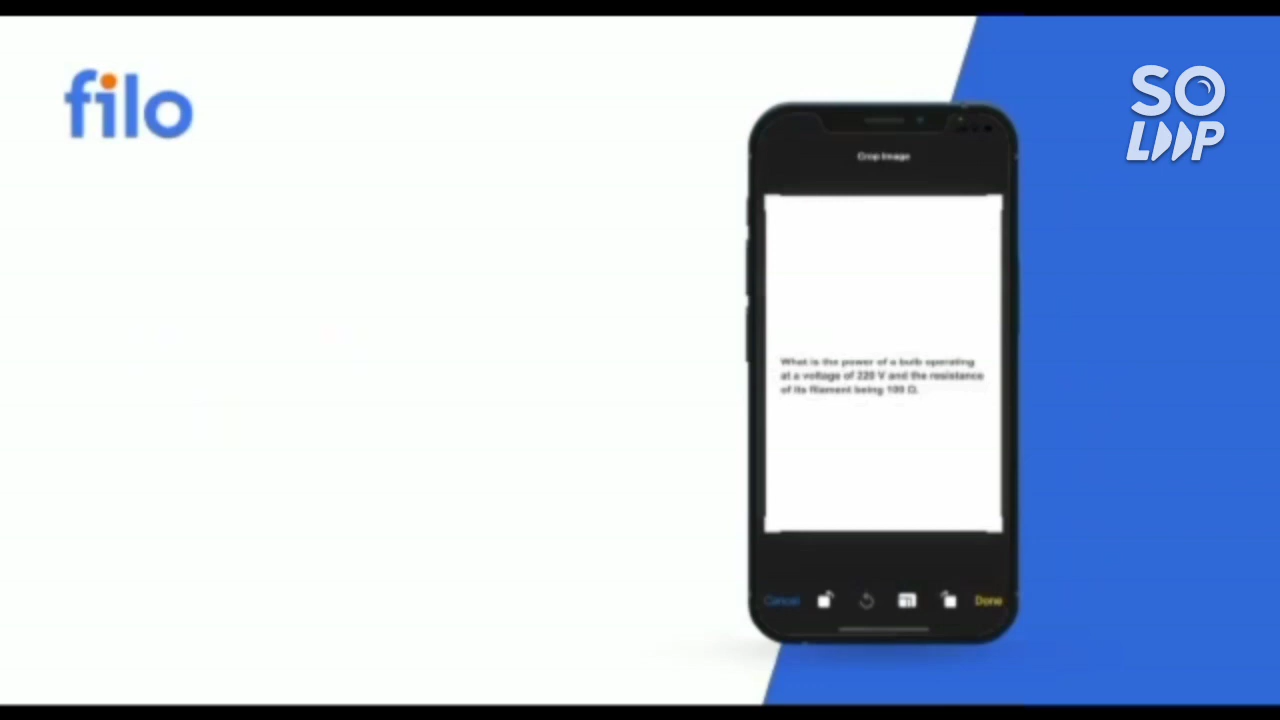 filo
SO
LOOP
Crop Image
What is the power of a bulb operating
at a voltage of 220 V and the resistance
of its filament being 100 Ω.
Cancel
Done